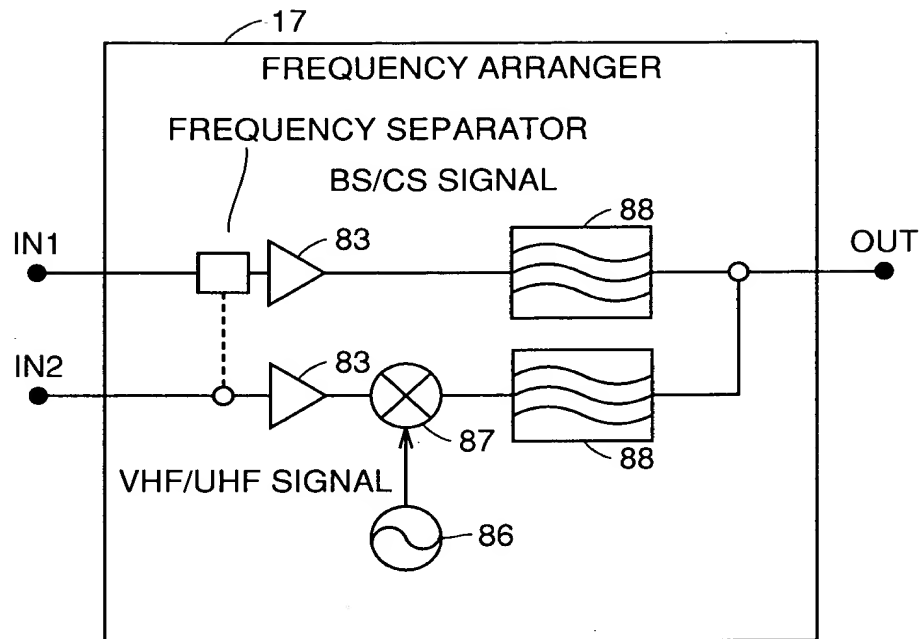 17
FREQUENCY ARRANGER
FREQUENCY SEPARATOR
BS/CS SIGNAL
88
IN1
83
OUT
IN2
83
87
88
VHF/UHF SIGNAL
86